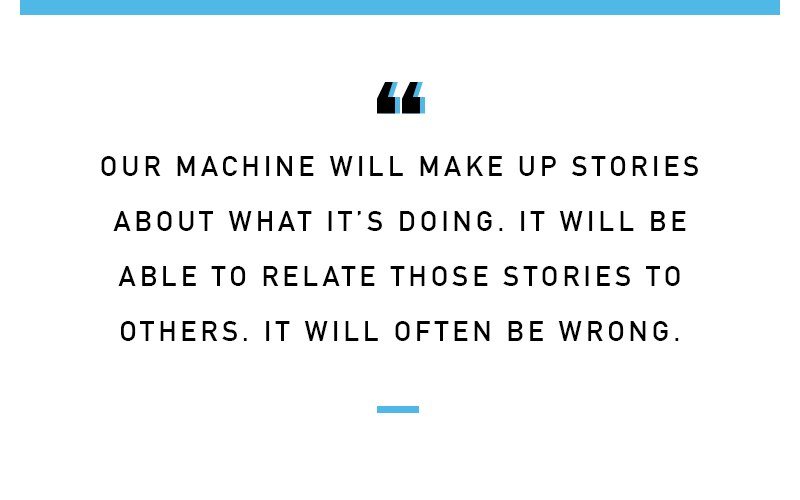 ❝
OUR MACHINE WILL MAKE UP STORIES
ABOUT WHAT IT’S DOING. IT WILL BE
ABLE TO RELATE THOSE STORIES TO
OTHERS. IT WILL OFTEN BE WRONG.